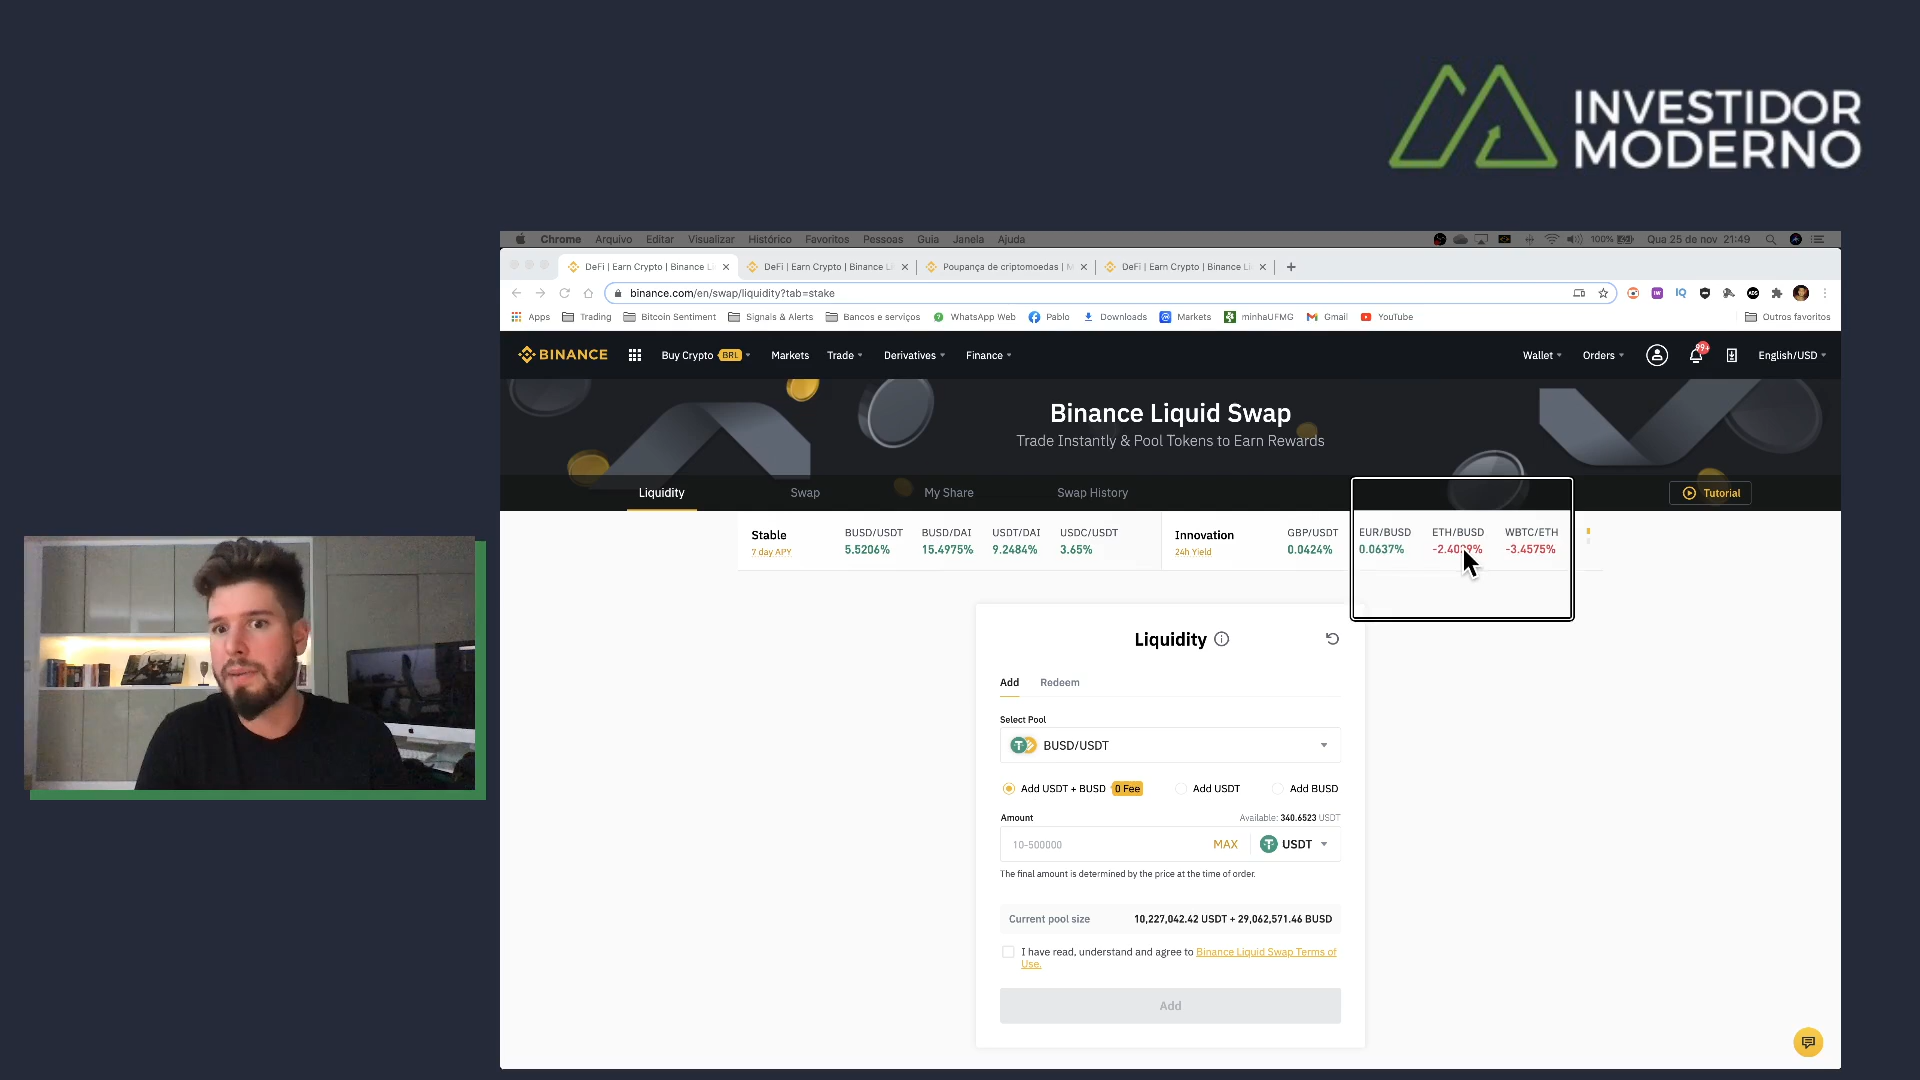 INVESTIDOR
MODERNO
Chrome Arquivo Editar Visualizar Histórico Favoritos Pessoas Guia Janela Ajuda
100% Qua 25 de nov 21:49
DeFi | Earn Crypto | Binance Li
DeFi | Earn Crypto | Binance Li
Poupança de criptomoedas | M
DeFi | Earn Crypto | Binance Li
binance.com/en/swap/liquidity?tab=stake
Apps Trading Bitcoin Sentiment Signals & Alerts Bancos e serviços WhatsApp Web Pablo Downloads Markets minhaUFMG Gmail YouTube Outros favoritos
BINANCE Buy Crypto BRL Markets Trade Derivatives Finance Wallet Orders 99+ English/USD
Binance Liquid Swap
Trade Instantly & Pool Tokens to Earn Rewards
Liquidity Swap My Share Swap History Tutorial
Stable BUSD/USDT BUSD/DAI USDT/DAI USDC/USDT Innovation GBP/USDT EUR/BUSD ETH/BUSD WBTC/ETH
7 day APY 5.5206% 15.4975% 9.2484% 3.65% 24h Yield 0.0424% 0.0637% -3.4575%
Liquidity
Add Redeem
Select Pool
BUSD/USDT
Add USDT + BUSD 0 Fee Add USDT Add BUSD
Amount Available: 340.6523 USDT
10-500000 MAX USDT
The final amount is determined by the price at the time of order.
Current pool size 10,227,042.42 USDT + 29,062,571.46 BUSD
I have read, understand and agree to Binance Liquid Swap Terms of
Use.
Add